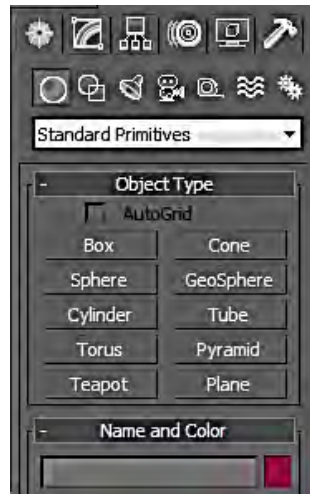 Standard Primitives
- Object Type
AutoGrid
Box Cone
Sphere GeoSphere
Cylinder Tube
Torus Pyramid
Teapot Plane
- Name and Color